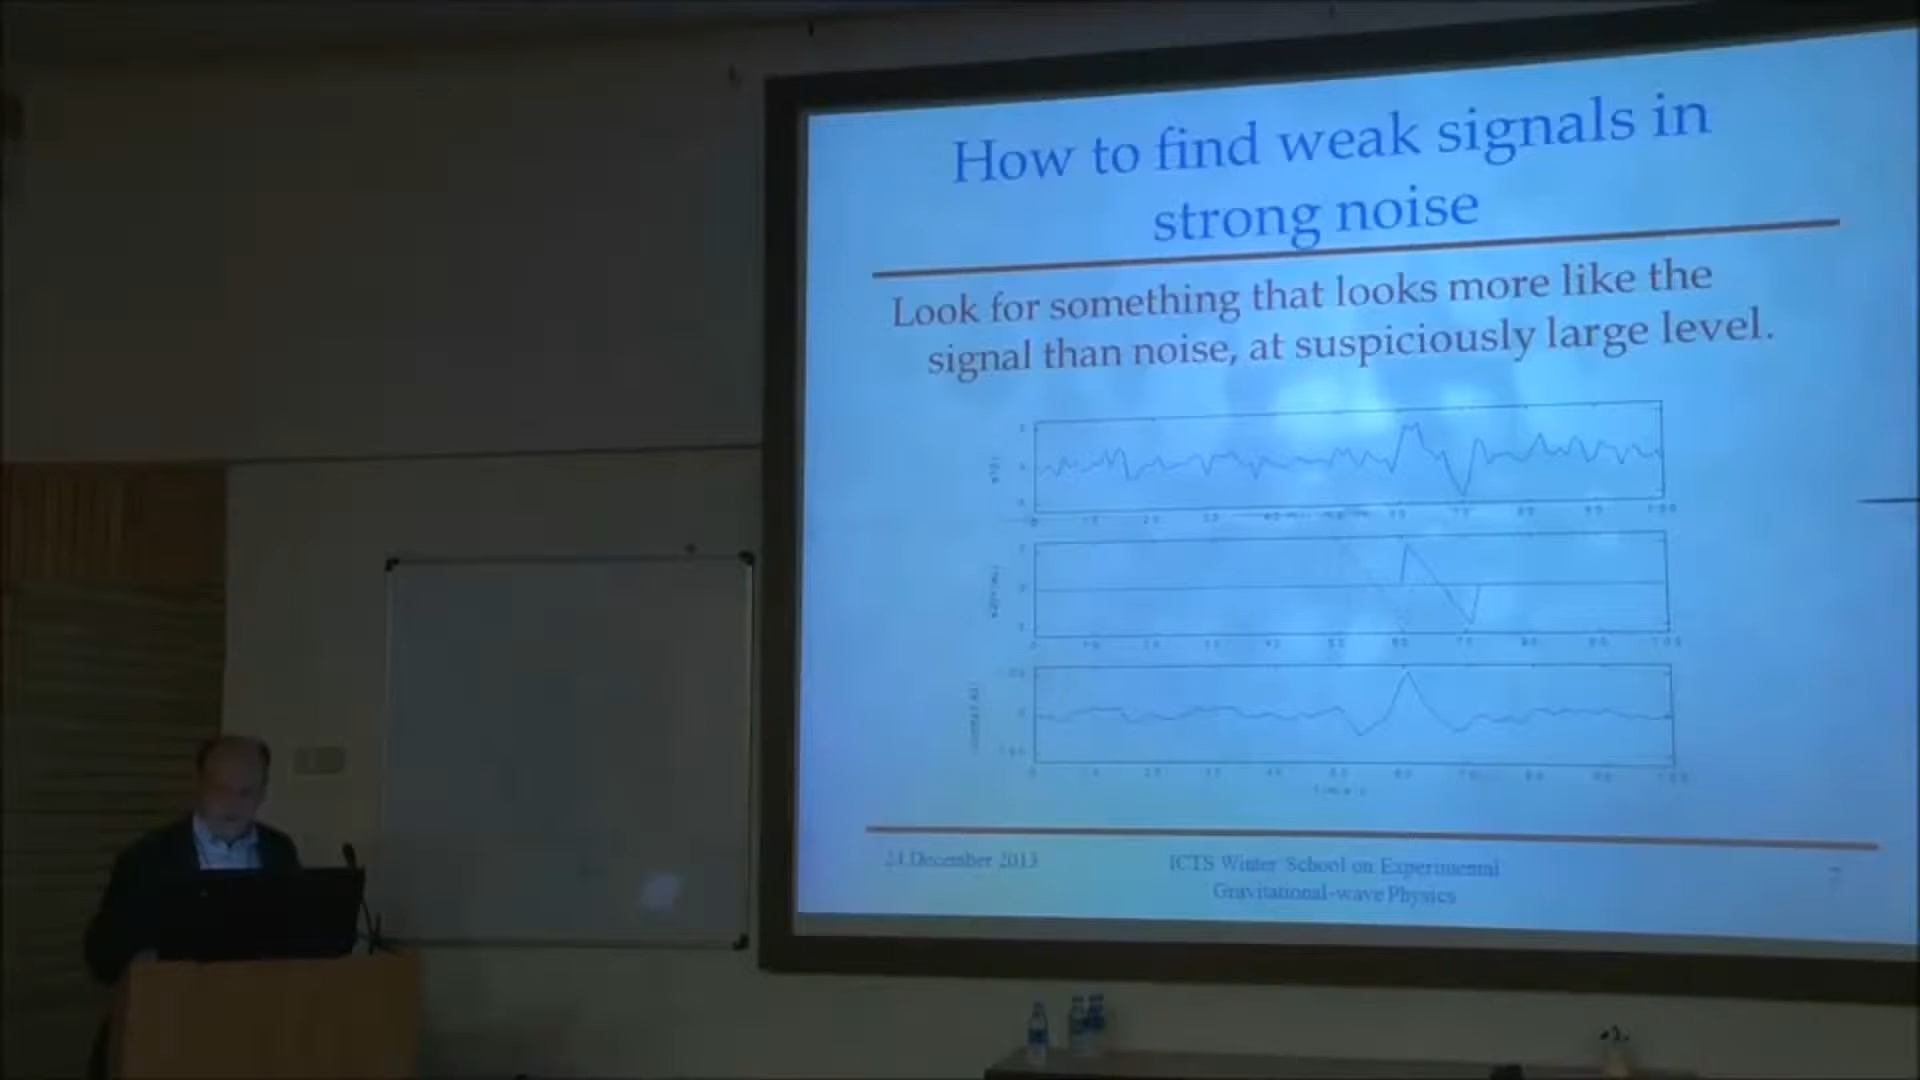 How to find weak signals in
strong noise
Look for something that looks more like the
signal than noise, at suspiciously large level.
24 December 2013
ICTS Winter School on Experimental
Gravitational-wave Physics
7